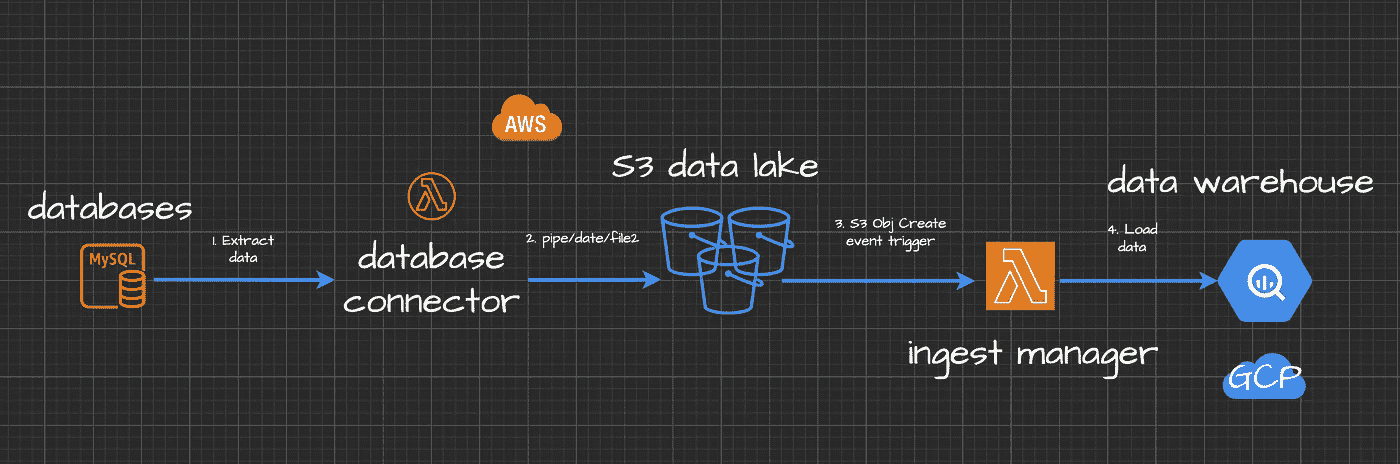 AWS
S3 data lake
data warehouse
databases
3. S3 Obj Create
event trigger
4. Load
data
1. Extract
data
2. pipe/date/file2
MySQL
database
connector
ingest manager
GCP